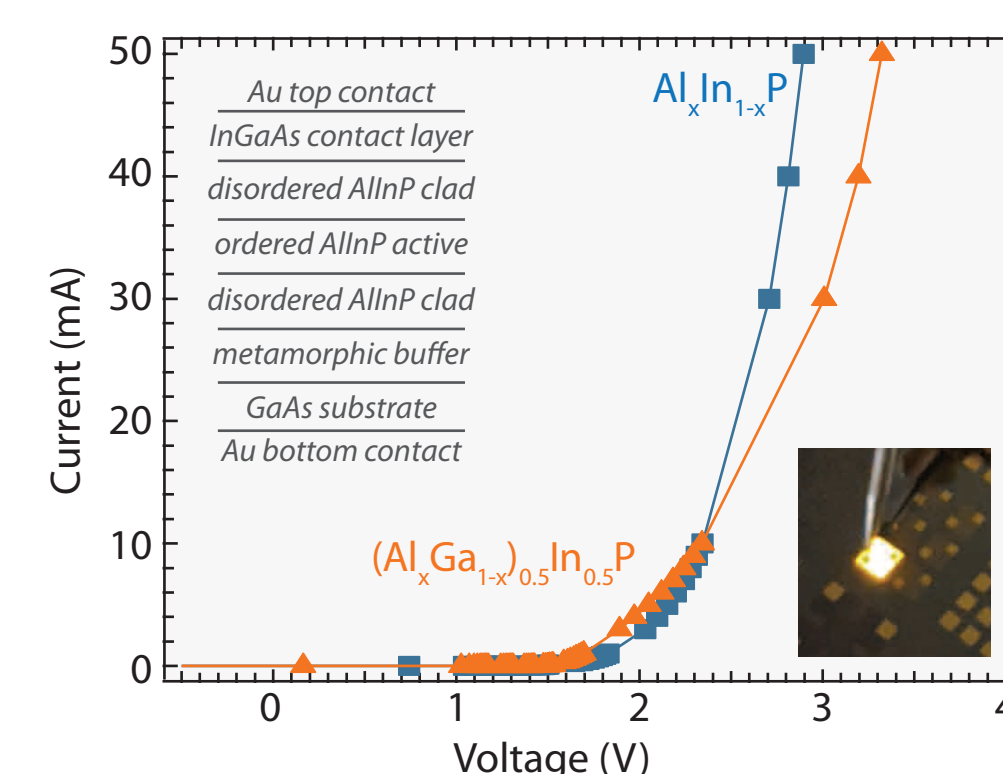 50
40
30
20
10
0
Current (mA)
Au top contact
InGaAs contact layer
disordered AlInP clad
ordered AlInP active
disordered AlInP clad
metamorphic buffer
GaAs substrate
Au bottom contact
AlₓIn₁₋ₓP
(AlₓGa₁₋ₓ)₀.₅In₀.₅P
0 1 2 3 4
Voltage (V)